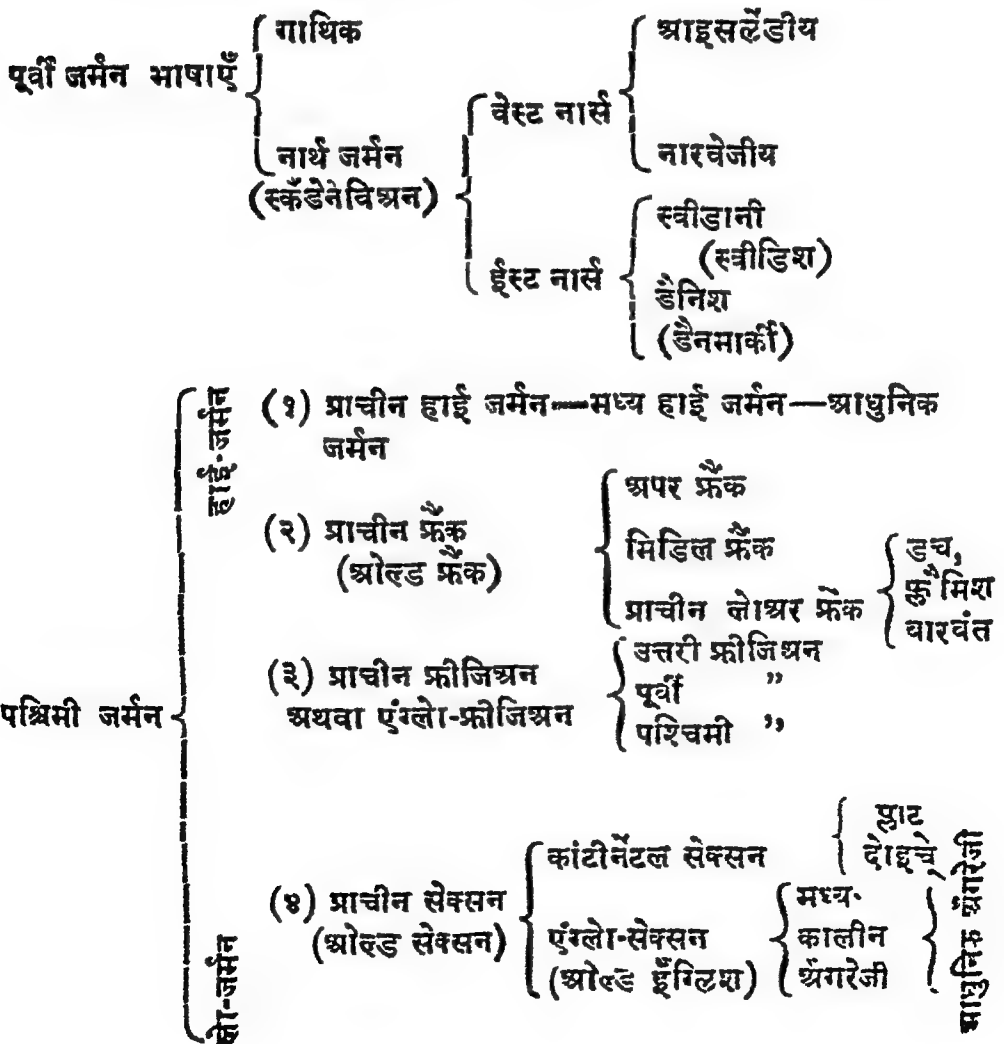 पूर्वी जर्मन भाषाएँ
गाथिक
नार्थ जर्मन
(स्कैंडेनेविअन)
वेस्ट नार्स
आइसलेंडीय
नारवेजीय
ईस्ट नार्स
स्वीडानी
(स्वीडिश)
डैनिश
(डैनमार्की)
पश्चिमी जर्मन
हाई-जर्मन
(१) प्राचीन हाई जर्मन—मध्य हाई जर्मन—आधुनिक
जर्मन
(२) प्राचीन फ्रैंक
(ओल्ड फ्रैंक)
अपर फ्रैंक
मिडिल फ्रैंक
प्राचीन लोअर फ्रैंक
डच,
फ्लैमिश
वारवंत
(३) प्राचीन फ्रीजिअन
अथवा एंग्लो-फ्रीजिअन
उत्तरी फ्रीजिअन
पूर्वी ”
पश्चिमी ”
लो-जर्मन
(४) प्राचीन सेक्सन
(ओल्ड सेक्सन)
कांटीनेंटल सेक्सन
प्लाट
दोइचे
एंग्लो-सेक्सन
(ओल्ड इँग्लिश)
मध्य-
कालीन
अँगरेजी
आधुनिक अँगरेजी